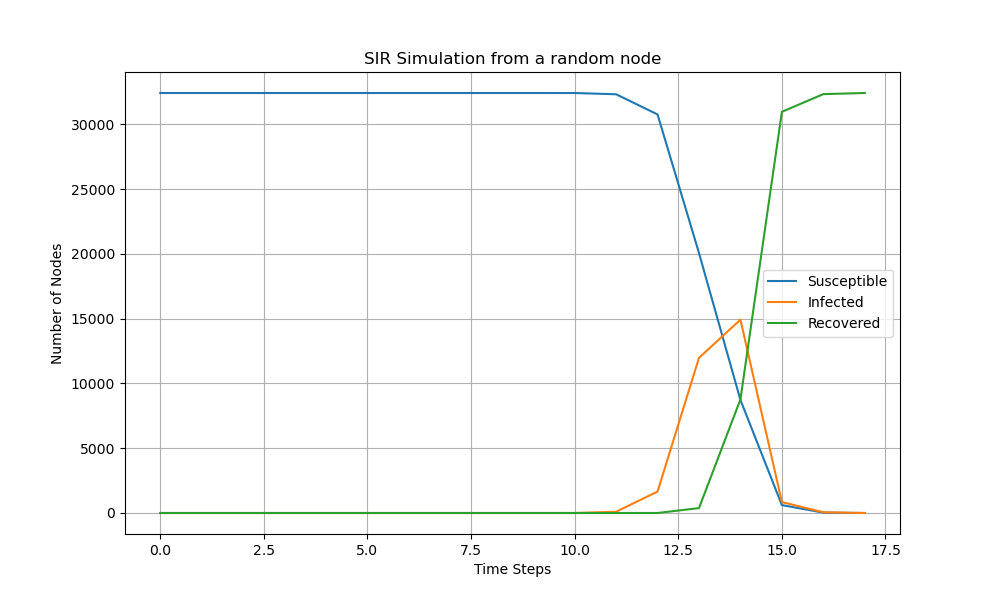 SIR Simulation from a random node
Number of Nodes
30000
25000
20000
15000
10000
5000
0
Susceptible
Infected
Recovered
0.0 2.5 5.0 7.5 10.0 12.5 15.0 17.5
Time Steps